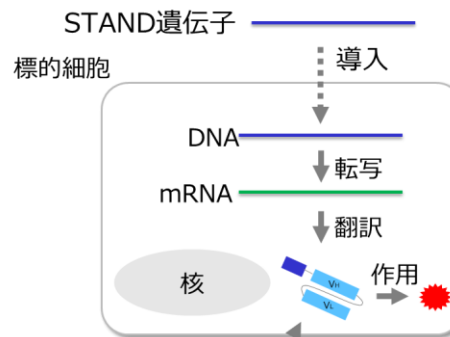 STAND遺伝子
導入
標的細胞
DNA
転写
mRNA
翻訳
核
VH
VL
作用